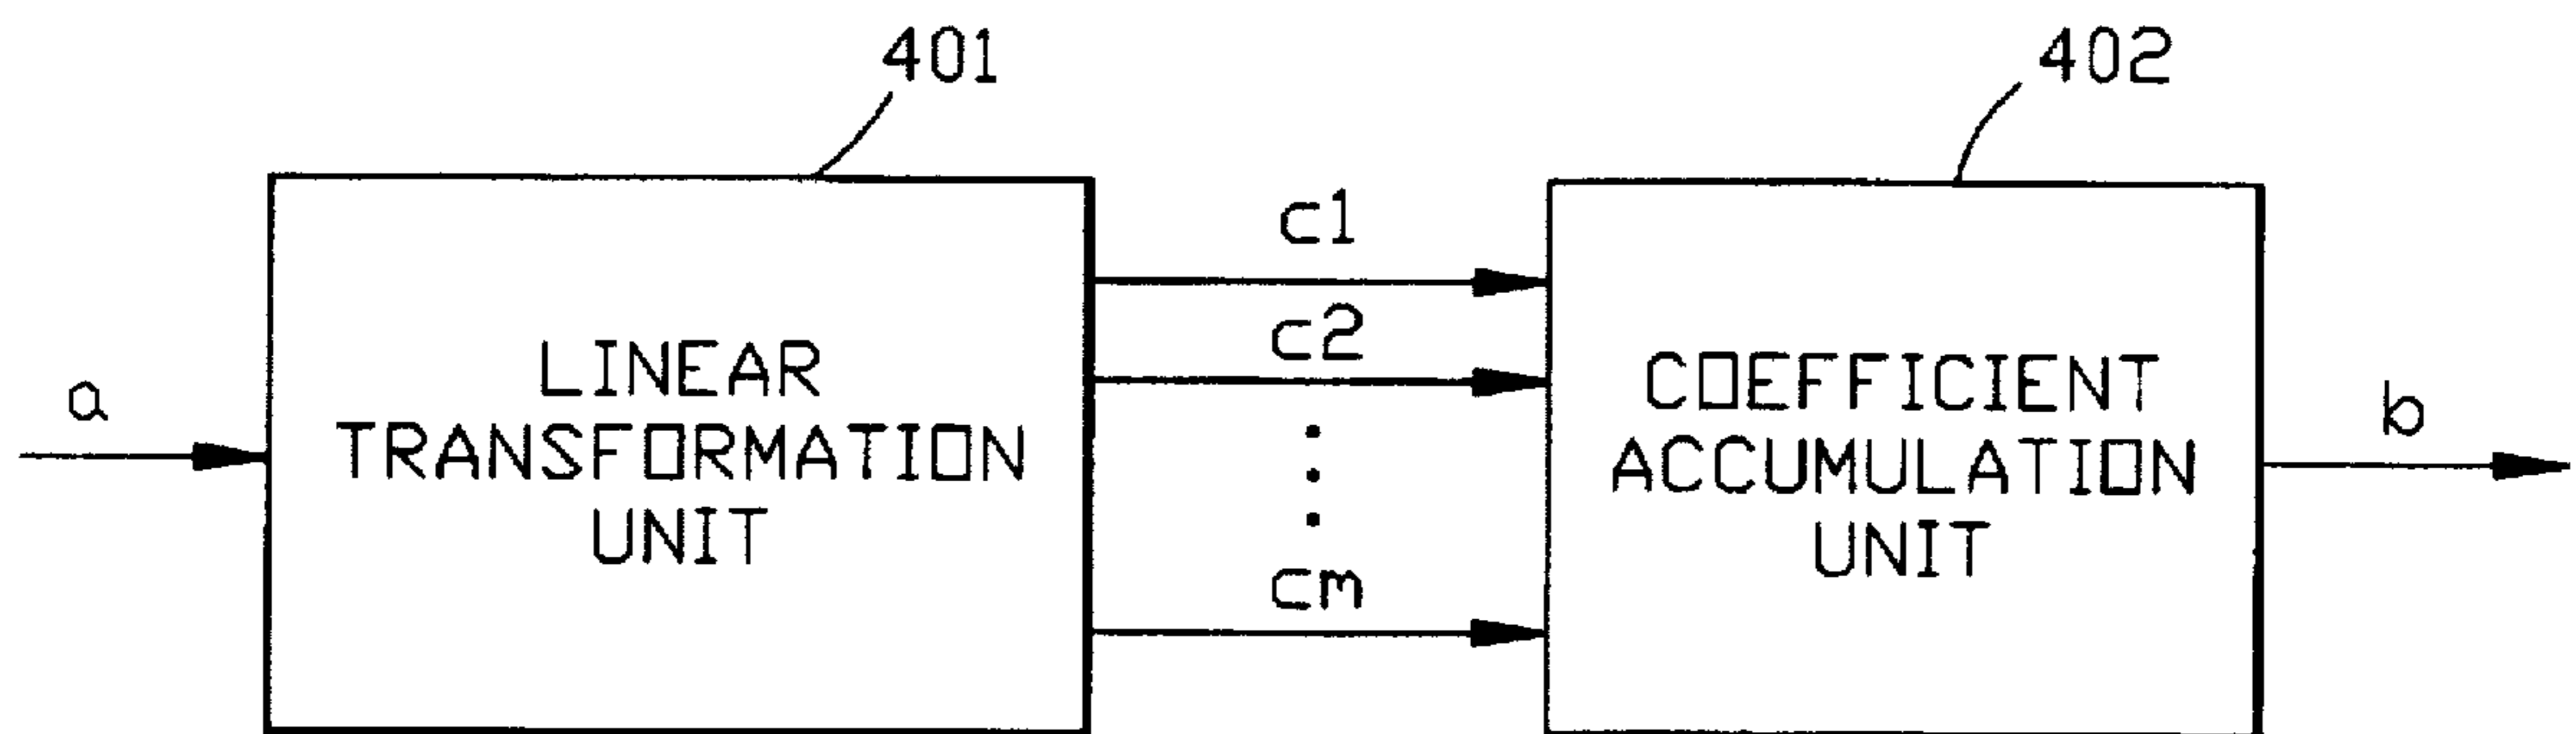 401
402
c1
c2
cm
a
LINEAR
TRANSFORMATION
UNIT
COEFFICIENT
ACCUMULATION
UNIT
b